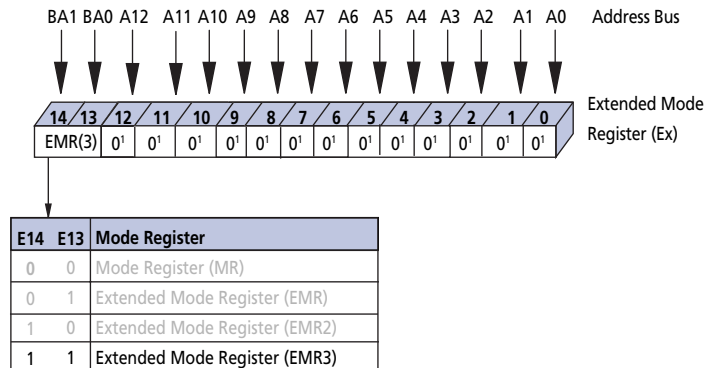 BA1 BA0 A12 A11 A10 A9 A8 A7 A6 A5 A4 A3 A2 A1 A0 Address Bus
14 13 12 11 10 9 8 7 6 5 4 3 2 1 0
Extended Mode
Register (Ex)
EMR(3) 0¹ 0¹ 0¹ 0¹ 0¹ 0¹ 0¹ 0¹ 0¹ 0¹ 0¹ 0¹ 0¹
E14 E13 Mode Register
0 0 Mode Register (MR)
0 1 Extended Mode Register (EMR)
1 0 Extended Mode Register (EMR2)
1 1 Extended Mode Register (EMR3)